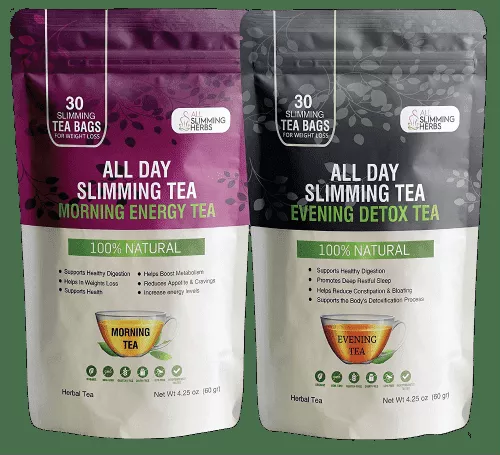 30
SLIMMING
TEA BAGS
FOR WEIGHT LOSS
ALL
SLIMMING
HERBS
ALL DAY
SLIMMING TEA
MORNING ENERGY TEA
100% NATURAL
Supports Healthy Digestion
Helps In Weights Loss
Supports Health
Helps Boost Metabolism
Reduces Appetite & Cravings
Increase energy levels
MORNING
TEA
Herbal Tea
Net Wt 4.25 oz (60 gr)
30
SLIMMING
TEA BAGS
FOR WEIGHT LOSS
ALL
SLIMMING
HERBS
ALL DAY
SLIMMING TEA
EVENING DETOX TEA
100% NATURAL
Supports Healthy Digestion
Promotes Deep Restful Sleep
Helps Reduce Constipation & Bloating
Supports the Body's Detoxification Process
EVENING
TEA
Herbal Tea
Net Wt 4.25 oz (60 gr)